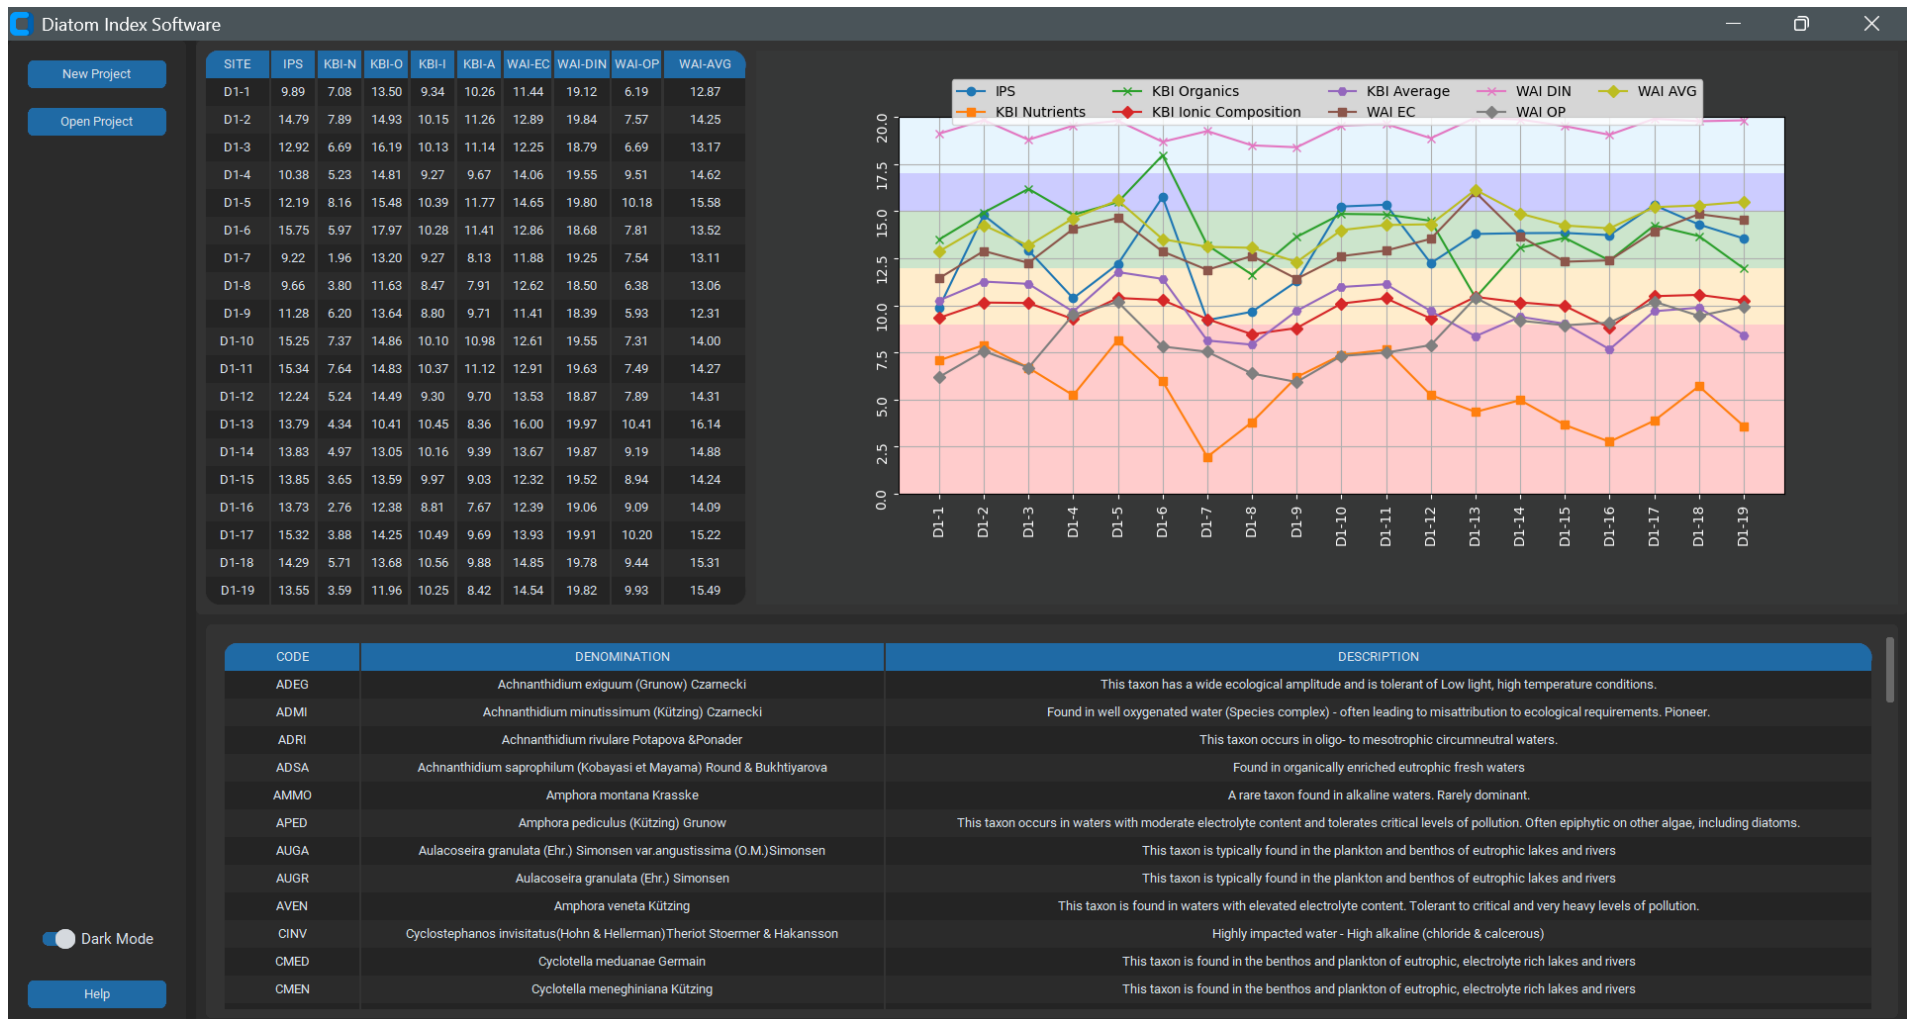 Diatom Index Software
New Project
Open Project
SITE IPS KBI-N KBI-O KBI-I KBI-A WAI-EC WAI-DIN WAI-OP WAI-AVG
D1-1 9.89 7.08 13.50 9.34 10.26 11.44 19.12 6.19 12.87
D1-2 14.79 7.89 14.93 10.15 11.26 12.89 19.84 7.57 14.25
D1-3 12.92 6.69 16.19 10.13 11.14 12.25 18.79 6.69 13.17
D1-4 10.38 5.23 14.81 9.27 9.67 14.06 19.55 9.51 14.62
D1-5 12.19 8.16 15.48 10.39 11.77 14.65 19.80 10.18 15.58
D1-6 15.75 5.97 17.97 10.28 11.41 12.86 18.68 7.81 13.52
D1-7 9.22 1.96 13.20 9.27 8.13 11.88 19.25 7.54 13.11
D1-8 9.66 3.80 11.63 8.47 7.91 12.62 18.50 6.38 13.06
D1-9 11.28 6.20 13.64 8.80 9.71 11.41 18.39 5.93 12.31
D1-10 15.25 7.37 14.86 10.10 10.98 12.61 19.55 7.31 14.00
D1-11 15.34 7.64 14.83 10.37 11.12 12.91 19.63 7.49 14.27
D1-12 12.24 5.24 14.49 9.30 9.70 13.53 18.87 7.89 14.31
D1-13 13.79 4.34 10.41 10.45 8.36 16.00 19.97 10.41 16.14
D1-14 13.83 4.97 13.05 10.16 9.39 13.67 19.87 9.19 14.88
D1-15 13.85 3.65 13.59 9.97 9.03 12.32 19.52 8.94 14.24
D1-16 13.73 2.76 12.38 8.81 7.67 12.39 19.06 9.09 14.09
D1-17 15.32 3.88 14.25 10.49 9.69 13.93 19.91 10.20 15.22
D1-18 14.29 5.71 13.68 10.56 9.88 14.85 19.78 9.44 15.31
D1-19 13.55 3.59 11.96 10.25 8.42 14.54 19.82 9.93 15.49
IPS KBI Organics KBI Average WAI DIN WAI AVG
KBI Nutrients KBI Ionic Composition WAI EC WAI OP
20.0
17.5
15.0
12.5
10.0
7.5
5.0
2.5
0.0
D1-1 D1-2 D1-3 D1-4 D1-5 D1-6 D1-7 D1-8 D1-9 D1-10 D1-11 D1-12 D1-13 D1-14 D1-15 D1-16 D1-17 D1-18 D1-19
CODE DENOMINATION DESCRIPTION
ADEG Achnanthidium exiguum (Grunow) Czarnecki This taxon has a wide ecological amplitude and is tolerant of Low light, high temperature conditions.
ADMI Achnanthidium minutissimum (Kützing) Czarnecki Found in well oxygenated water (Species complex) - often leading to misattribution to ecological requirements. Pioneer.
ADRI Achnanthidium rivulare Potapova &Ponader This taxon occurs in oligo- to mesotrophic circumneutral waters.
ADSA Achnanthidium saprophilum (Kobayasi et Mayama) Round & Bukhtiyarova Found in organically enriched eutrophic fresh waters
AMMO Amphora montana Krasske A rare taxon found in alkaline waters. Rarely dominant.
APED Amphora pediculus (Kützing) Grunow This taxon occurs in waters with moderate electrolyte content and tolerates critical levels of pollution. Often epiphytic on other algae, including diatoms.
AUGA Aulacoseira granulata (Ehr.) Simonsen var.angustissima (O.M.)Simonsen This taxon is typically found in the plankton and benthos of eutrophic lakes and rivers
AUGR Aulacoseira granulata (Ehr.) Simonsen This taxon is typically found in the plankton and benthos of eutrophic lakes and rivers
AVEN Amphora veneta Kützing This taxon is found in waters with elevated electrolyte content. Tolerant to critical and very heavy levels of pollution.
CINV Cyclostephanos invisitatus(Hohn & Hellerman)Theriot Stoermer & Hakansson Highly impacted water - High alkaline (chloride & calcerous)
CMED Cyclotella meduanae Germain This taxon is found in the benthos and plankton of eutrophic, electrolyte rich lakes and rivers
CMEN Cyclotella meneghiniana Kützing This taxon is found in the benthos and plankton of eutrophic, electrolyte rich lakes and rivers
Dark Mode
Help